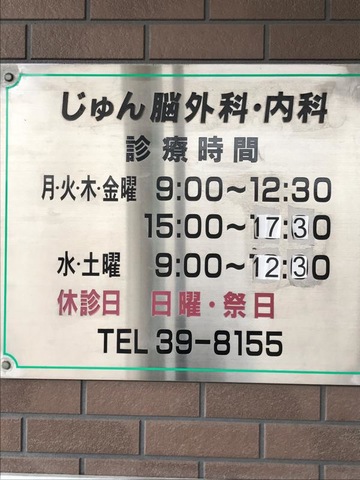 じゅん脳外科・内科
診療時間
月・火・木・金曜 9:00〜12:30
15:00〜17:30
水・土曜 9:00〜12:30
休診日 日曜・祭日
TEL 39-8155